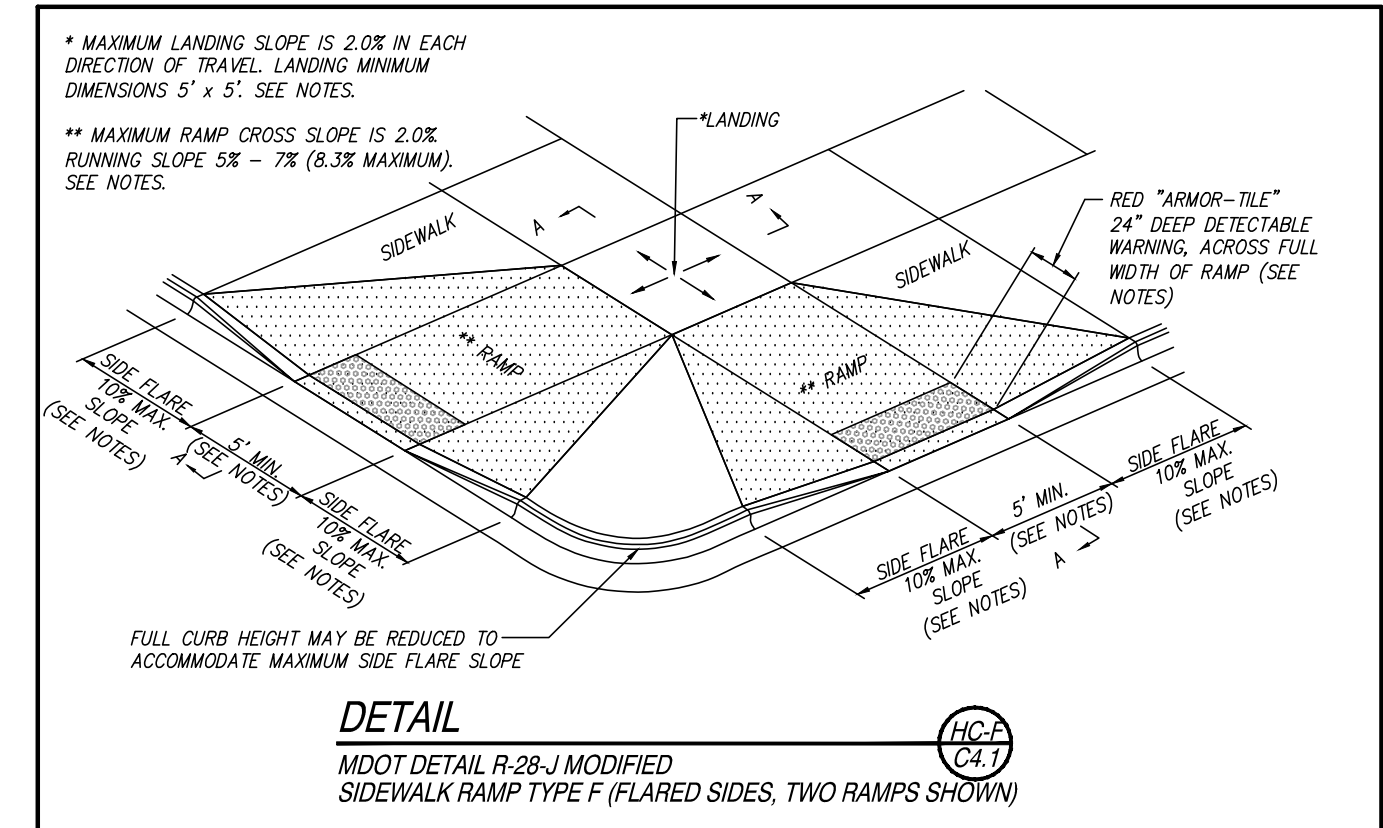 * MAXIMUM LANDING SLOPE IS 2.0% IN EACH
DIRECTION OF TRAVEL. LANDING MINIMUM
DIMENSIONS 5' x 5'. SEE NOTES.
** MAXIMUM RAMP CROSS SLOPE IS 2.0%.
RUNNING SLOPE 5% – 7% (8.3% MAXIMUM).
SEE NOTES.
*LANDING
RED "ARMOR-TILE"
24" DEEP DETECTABLE
WARNING, ACROSS FULL
WIDTH OF RAMP (SEE
NOTES)
SIDEWALK
A
A
SIDEWALK
** RAMP
** RAMP
SIDE FLARE
10% MAX.
SLOPE
(SEE NOTES)
5' MIN.
(SEE NOTES)
A
SIDE FLARE
10% MAX.
SLOPE
(SEE NOTES)
SIDE FLARE
10% MAX.
SLOPE
(SEE NOTES)
5' MIN.
(SEE NOTES)
A
SIDE FLARE
10% MAX.
SLOPE
(SEE NOTES)
FULL CURB HEIGHT MAY BE REDUCED TO
ACCOMMODATE MAXIMUM SIDE FLARE SLOPE
DETAIL
HC-F
C4.1
MDOT DETAIL R-28-J MODIFIED
SIDEWALK RAMP TYPE F (FLARED SIDES, TWO RAMPS SHOWN)